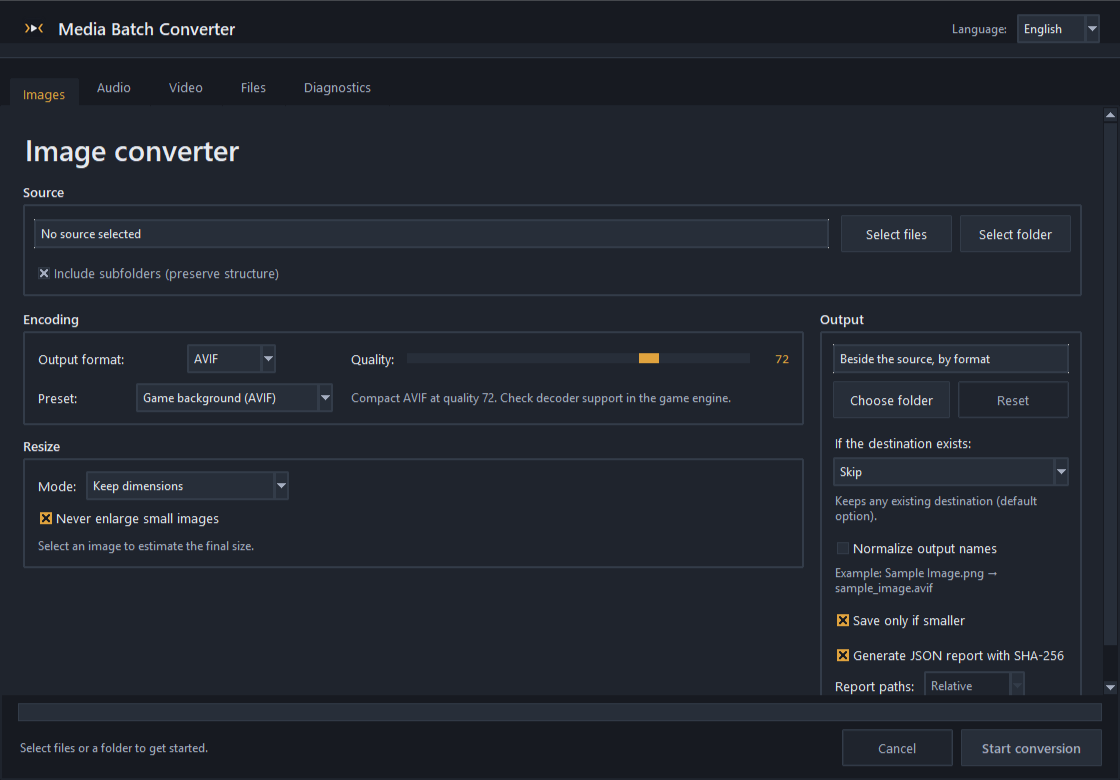 Media Batch Converter
Language: English
Images Audio Video Files Diagnostics
Image converter
Source
No source selected Select files Select folder
Include subfolders (preserve structure)
Encoding
Output format: AVIF Quality: 72
Preset: Game background (AVIF) Compact AVIF at quality 72. Check decoder support in the game engine.
Resize
Mode: Keep dimensions
Never enlarge small images
Select an image to estimate the final size.
Output
Beside the source, by format
Choose folder Reset
If the destination exists:
Skip
Keeps any existing destination (default
option).
Normalize output names
Example: Sample Image.png →
sample_image.avif
Save only if smaller
Generate JSON report with SHA-256
Report paths: Relative
Select files or a folder to get started.
Cancel Start conversion